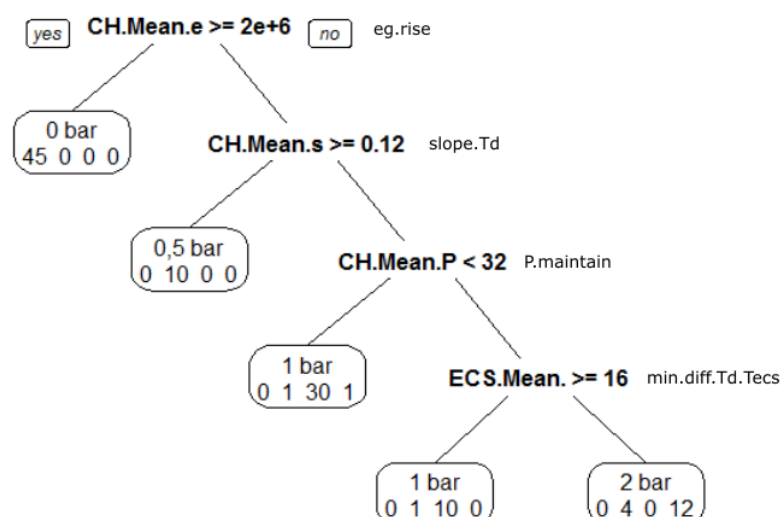 yes CH.Mean.e >= 2e+6 no eg.rise
0 bar
45 0 0 0
CH.Mean.s >= 0.12 slope.Td
0,5 bar
0 10 0 0
CH.Mean.P < 32 P.maintain
1 bar
0 1 30 1
ECS.Mean. >= 16 min.diff.Td.Tecs
1 bar
0 1 10 0
2 bar
0 4 0 12